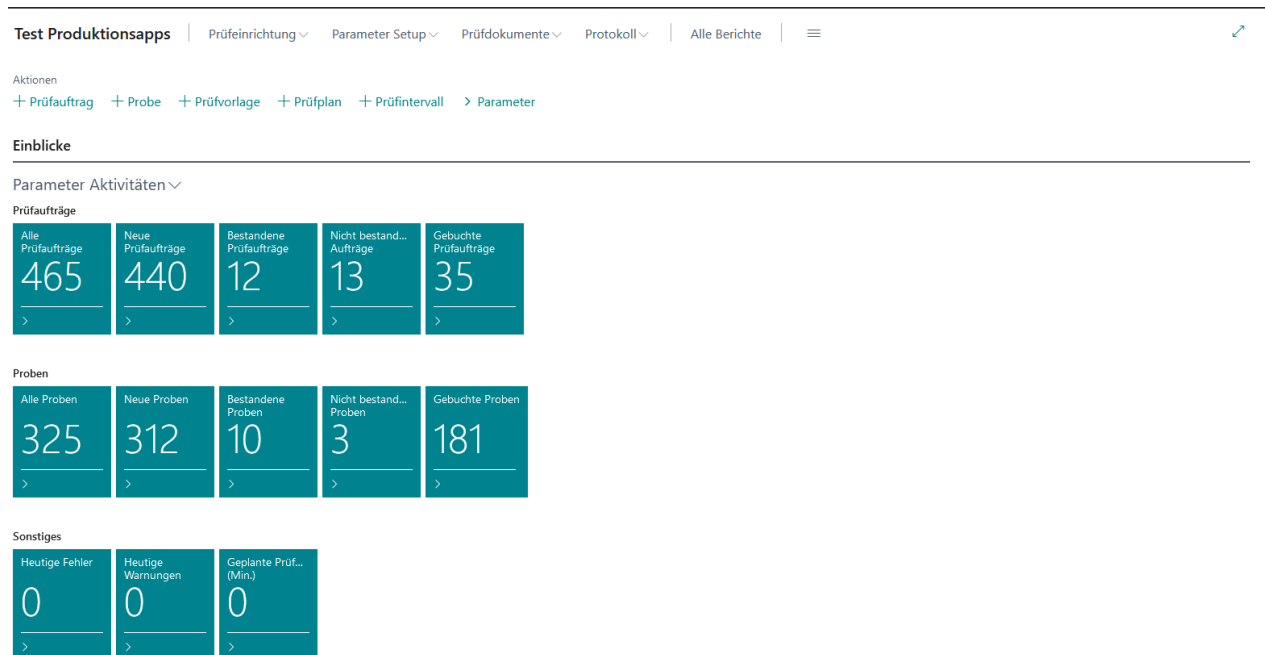 Test Produktionsapps Prüfeinrichtung Parameter Setup Prüfdokumente Protokoll Alle Berichte
Aktionen
+ Prüfauftrag + Probe + Prüfvorlage + Prüfplan + Prüfintervall > Parameter
Einblicke
Parameter Aktivitäten
Prüfaufträge
Alle Prüfaufträge
465
Neue Prüfaufträge
440
Bestandene Prüfaufträge
12
Nicht bestand... Aufträge
13
Gebuchte Prüfaufträge
35
Proben
Alle Proben
325
Neue Proben
312
Bestandene Proben
10
Nicht bestand... Proben
3
Gebuchte Proben
181
Sonstiges
Heutige Fehler
0
Heutige Warnungen
0
Geplante Prüf... (Min.)
0